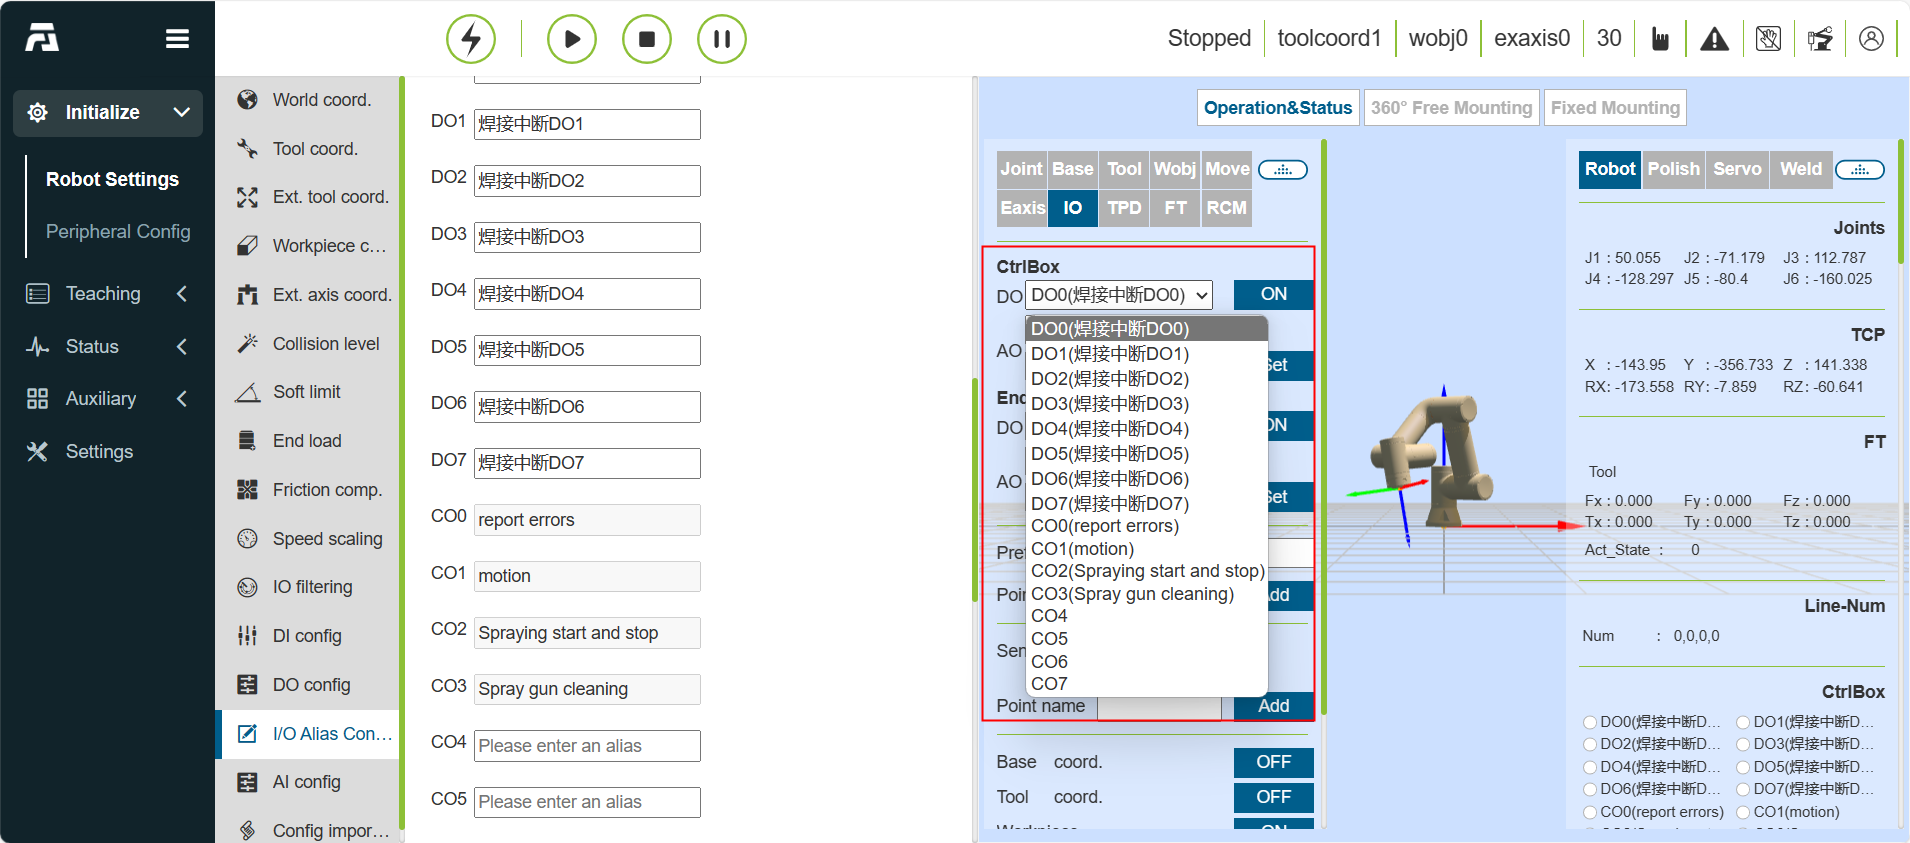 Stopped
toolcoord1
wobj0
exaxis0
30
Initialize
Robot Settings
Peripheral Config
Teaching
Status
Auxiliary
Settings
World coord.
Tool coord.
Ext. tool coord.
Workpiece c...
Ext. axis coord.
Collision level
Soft limit
End load
Friction comp.
Speed scaling
IO filtering
DI config
DO config
I/O Alias Con...
AI config
Config impor...
DO1 焊接中断DO1
DO2 焊接中断DO2
DO3 焊接中断DO3
DO4 焊接中断DO4
DO5 焊接中断DO5
DO6 焊接中断DO6
DO7 焊接中断DO7
CO0 report errors
CO1 motion
CO2 Spraying start and stop
CO3 Spray gun cleaning
CO4 Please enter an alias
CO5 Please enter an alias
Operation&Status 360° Free Mounting Fixed Mounting
Joint Base Tool Wobj Move
Eaxis IO TPD FT RCM
CtrlBox
DO DO0(焊接中断DO0) ON
DO0(焊接中断DO0)
DO1(焊接中断DO1)
DO2(焊接中断DO2)
DO3(焊接中断DO3)
DO4(焊接中断DO4)
DO5(焊接中断DO5)
DO6(焊接中断DO6)
DO7(焊接中断DO7)
CO0(report errors)
CO1(motion)
CO2(Spraying start and stop)
CO3(Spray gun cleaning)
CO4
CO5
CO6
CO7
AO
DO
AO
Point name Add
Base coord. OFF
Tool coord. OFF
Robot Polish Servo Weld
Joints
J1 : 50.055 J2 : -71.179 J3 : 112.787
J4 : -128.297 J5 : -80.4 J6 : -160.025
TCP
X : -143.95 Y : -356.733 Z : 141.338
RX: -173.558 RY: -7.859 RZ: -60.641
FT
Tool
Fx : 0.000 Fy : 0.000 Fz : 0.000
Tx : 0.000 Ty : 0.000 Tz : 0.000
Act_State : 0
Line-Num
Num : 0,0,0,0
CtrlBox
DO0(焊接中断D... DO1(焊接中断D...
DO2(焊接中断D... DO3(焊接中断D...
DO4(焊接中断D... DO5(焊接中断D...
DO6(焊接中断D... DO7(焊接中断D...
CO0(report errors) CO1(motion)